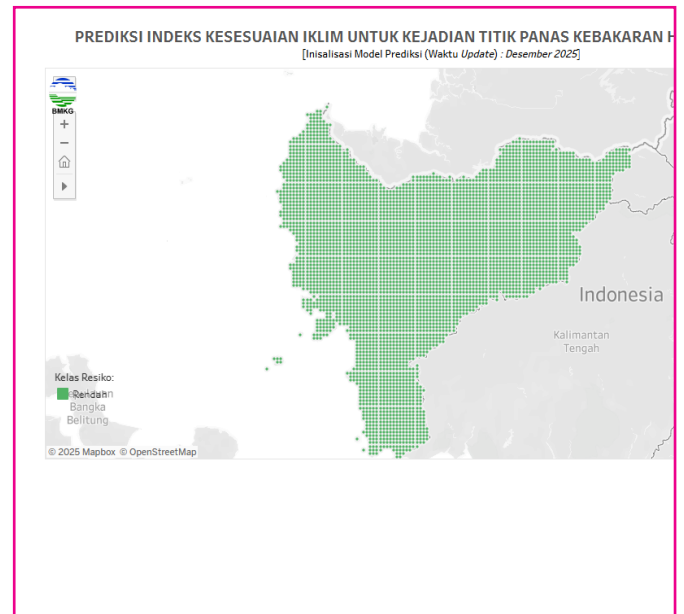 PREDIKSI INDEKS KESESUAIAN IKLIM UNTUK KEJADIAN TITIK PANAS KEBAKARAN H
[Inisalisasi Model Prediksi (Waktu Update) : Desember 2025]
BMKG
Indonesia
Kalimantan
Tengah
Kelas Resiko:
Rendah
Bangka
Belitung
© 2025 Mapbox © OpenStreetMap